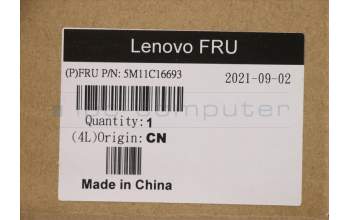 Lenovo FRU
(P)FRU P/N: 5M11C16693
2021-09-02
Quantity: 1
(4L)Origin: CN
Made in China